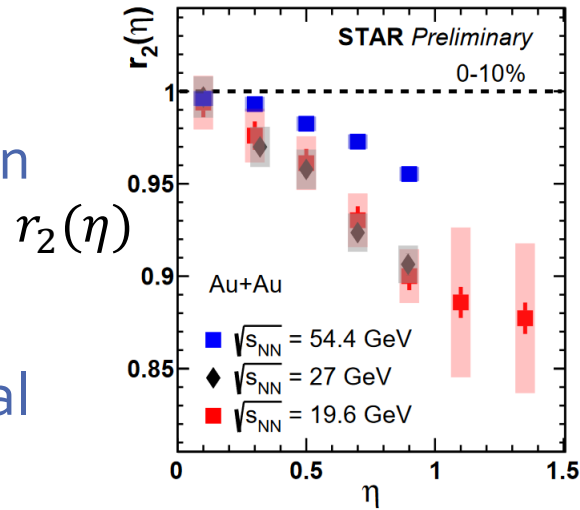 r₂(η)
STAR Preliminary
0-10%
n
r₂(η)
al
1
0.95
0.9
0.85
Au+Au
√sNN = 54.4 GeV
√sNN = 27 GeV
√sNN = 19.6 GeV
0 0.5 1 1.5
η